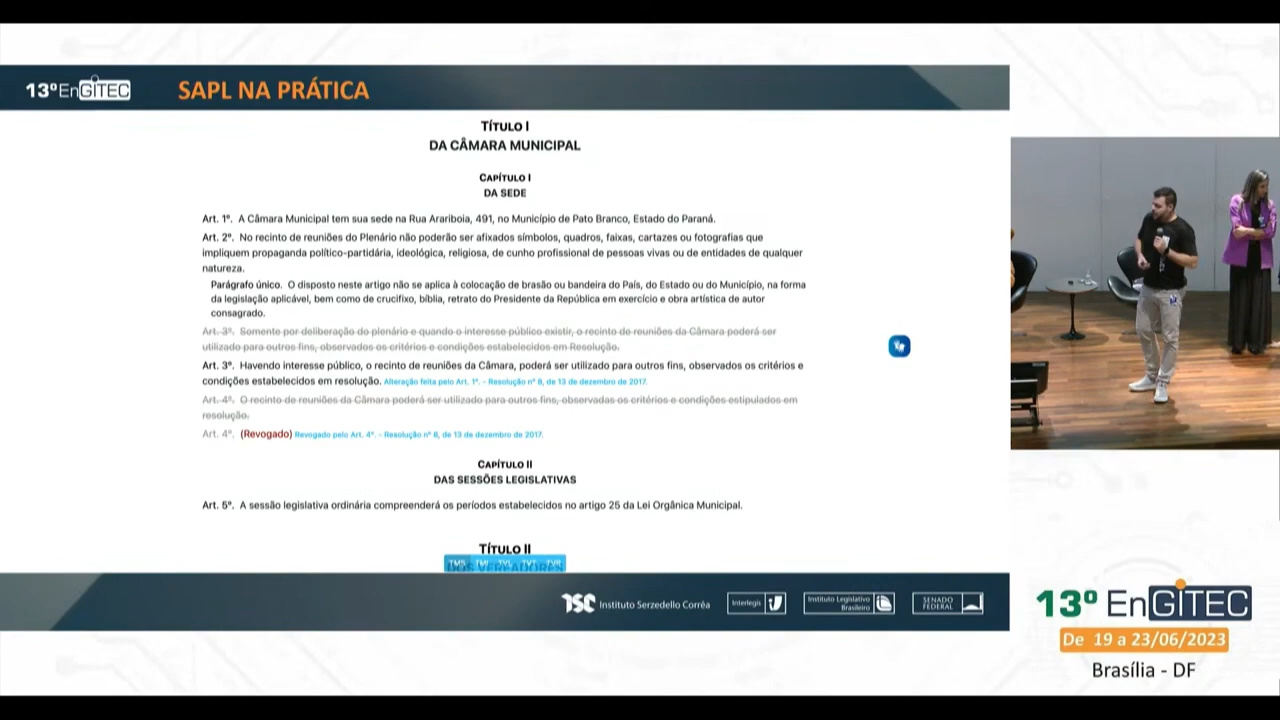 13º EnGITEC
SAPL NA PRÁTICA
TÍTULO I
DA CÂMARA MUNICIPAL
CAPÍTULO I
DA SEDE
Art. 1º. A Câmara Municipal tem sua sede na Rua Arariboia, 491, no Município de Pato Branco, Estado do Paraná.
Art. 2º. No recinto de reuniões do Plenário não poderão ser afixados símbolos, quadros, faixas, cartazes ou fotografias que
impliquem propaganda político-partidária, ideológica, religiosa, de cunho profissional de pessoas vivas ou de entidades de qualquer
natureza.
Parágrafo único. O disposto neste artigo não se aplica à colocação de brasão ou bandeira do País, do Estado ou do Município, na forma
da legislação aplicável, bem como de crucifixo, bíblia, retrato do Presidente da República em exercício e obra artística de autor
consagrado.
Art. 3º. Somente por deliberação do plenário e quando o interesse público existir, o recinto de reuniões da Câmara poderá ser
utilizado para outros fins, observados os critérios e condições estabelecidos em Resolução.
Art. 3º. Havendo interesse público, o recinto de reuniões da Câmara, poderá ser utilizado para outros fins, observados os critérios e
condições estabelecidos em resolução. Alteração feita pelo Art. 1º. - Resolução nº 8, de 13 de dezembro de 2017.
Art. 4º. O recinto de reuniões da Câmara poderá ser utilizado para outros fins, observadas os critérios e condições estipulados em
resolução.
Art. 4º. (Revogado) Revogado pelo Art. 4º. - Resolução nº 8, de 13 de dezembro de 2017.
CAPÍTULO II
DAS SESSÕES LEGISLATIVAS
Art. 5º. A sessão legislativa ordinária compreenderá os períodos estabelecidos no artigo 25 da Lei Orgânica Municipal.
TÍTULO II
DOS VEREADORES
ISC Instituto Serzedello Corrêa
Interlegis
Instituto Legislativo
Brasileiro
SENADO
FEDERAL
13º EnGITEC
De 19 a 23/06/2023
Brasília - DF